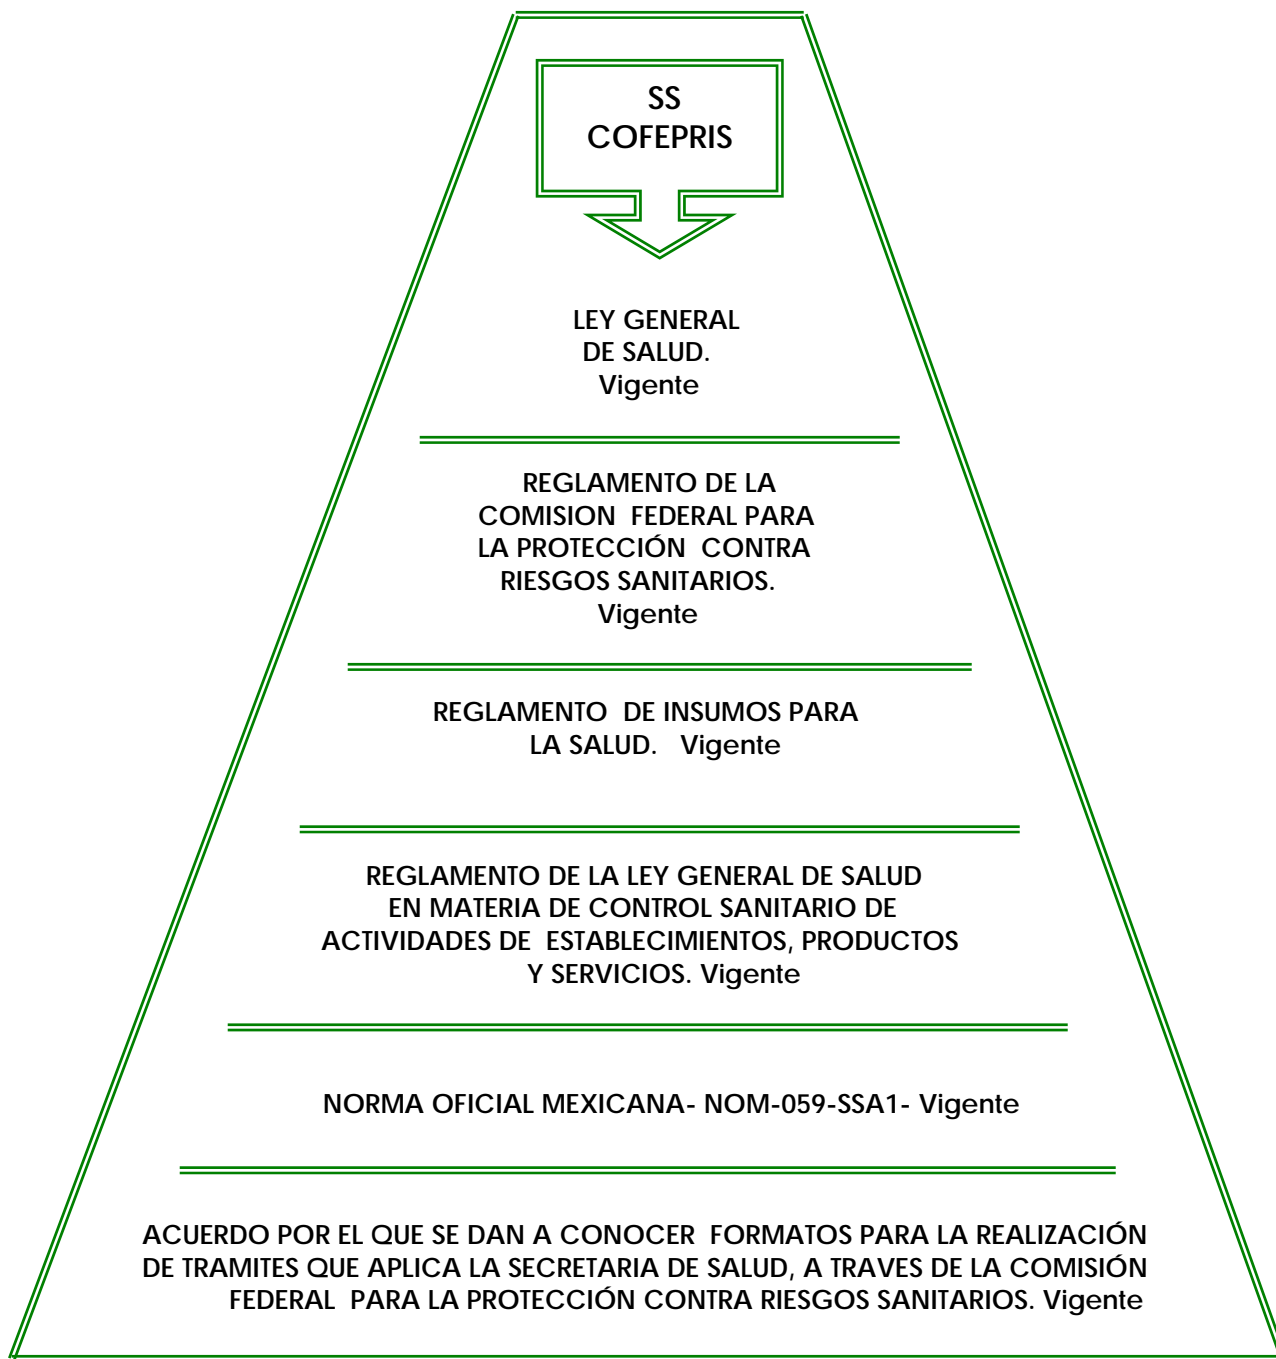 SS
COFEPRIS
LEY GENERAL
DE SALUD.
Vigente
REGLAMENTO DE LA
COMISION FEDERAL PARA
LA PROTECCIÓN CONTRA
RIESGOS SANITARIOS.
Vigente
REGLAMENTO DE INSUMOS PARA
LA SALUD. Vigente
REGLAMENTO DE LA LEY GENERAL DE SALUD
EN MATERIA DE CONTROL SANITARIO DE
ACTIVIDADES DE ESTABLECIMIENTOS, PRODUCTOS
Y SERVICIOS. Vigente
NORMA OFICIAL MEXICANA- NOM-059-SSA1- Vigente
ACUERDO POR EL QUE SE DAN A CONOCER FORMATOS PARA LA REALIZACIÓN
DE TRAMITES QUE APLICA LA SECRETARIA DE SALUD, A TRAVES DE LA COMISIÓN
FEDERAL PARA LA PROTECCIÓN CONTRA RIESGOS SANITARIOS. Vigente